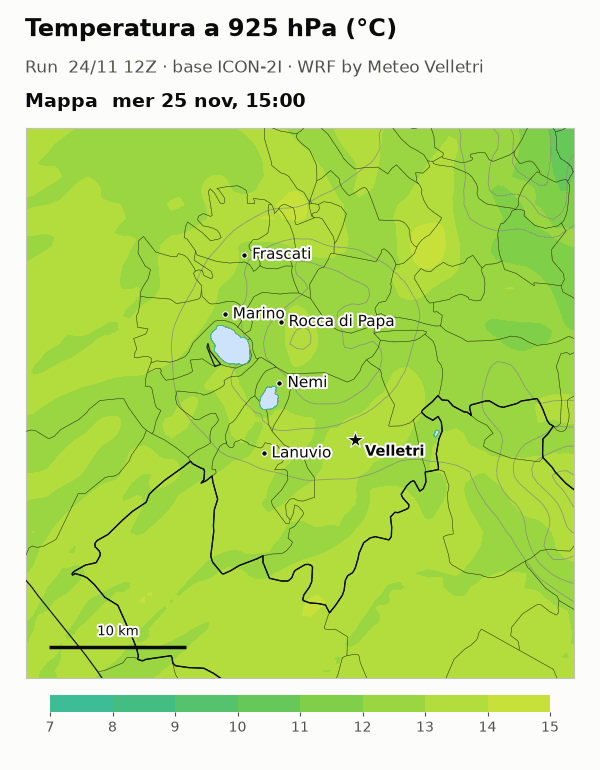 Temperatura a 925 hPa (°C)
Run  24/11 12Z · base ICON-2I · WRF by Meteo Velletri
Mappa  mer 25 nov, 15:00
Frascati
Marino
Rocca di Papa
Nemi
Velletri
Lanuvio
10 km
7 8 9 10 11 12 13 14 15